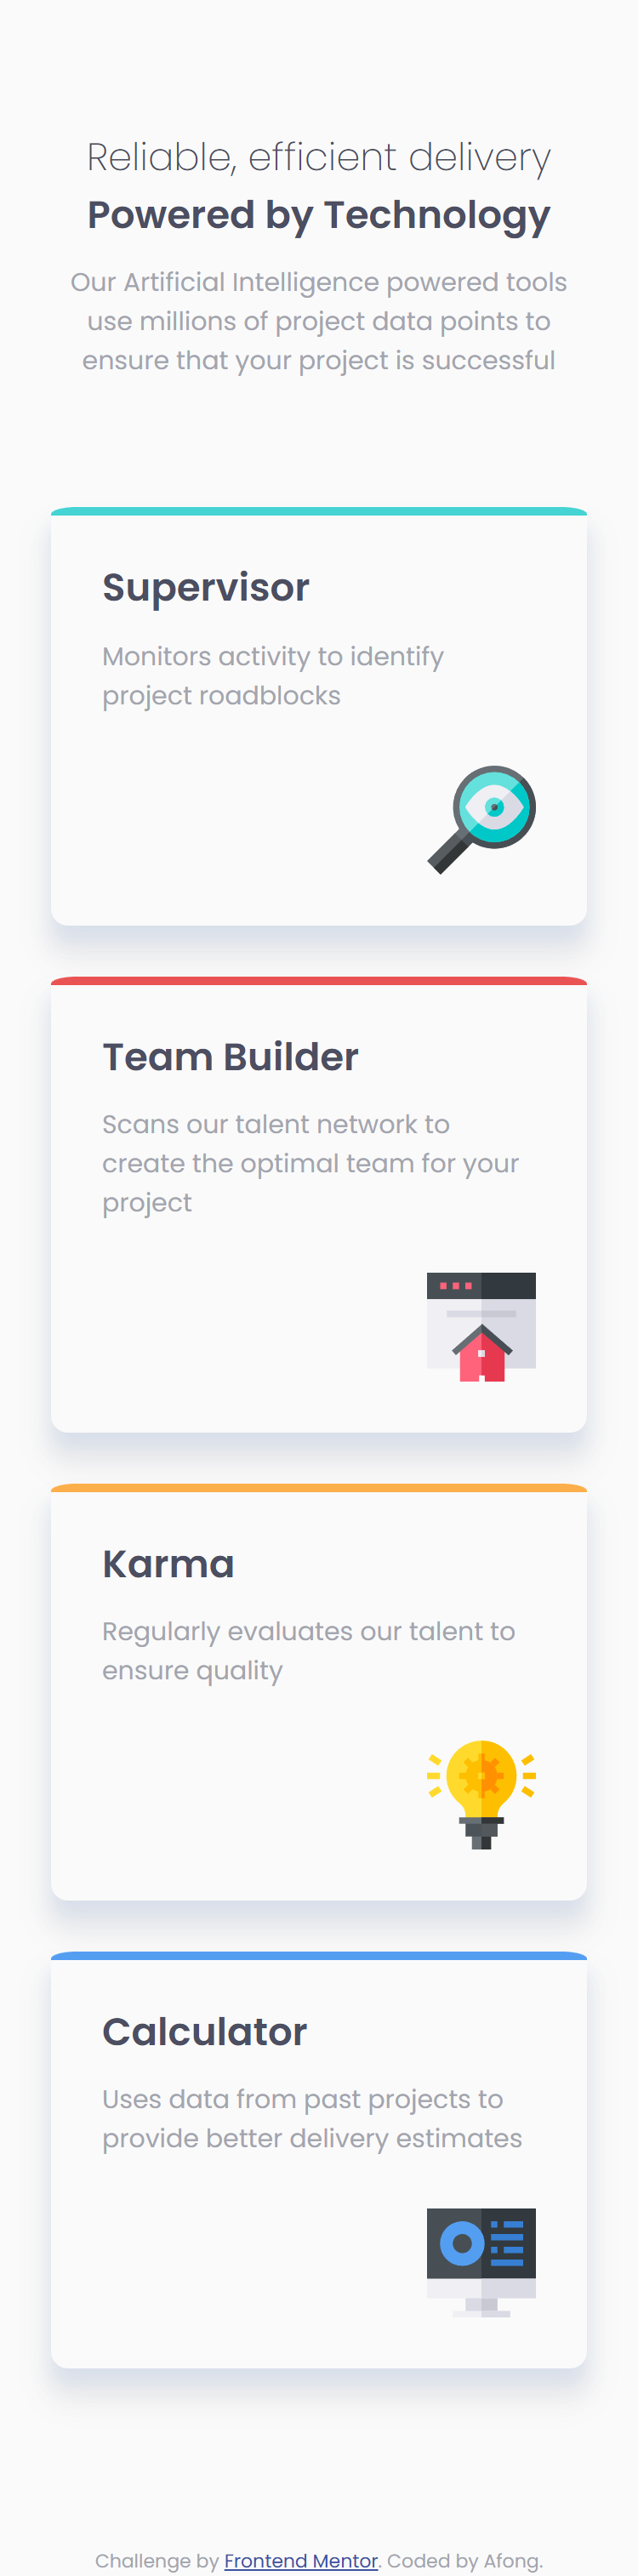 Reliable, efficient delivery
Powered by Technology
Our Artificial Intelligence powered tools
use millions of project data points to
ensure that your project is successful
Supervisor
Monitors activity to identify
project roadblocks
Team Builder
Scans our talent network to
create the optimal team for your
project
Karma
Regularly evaluates our talent to
ensure quality
Calculator
Uses data from past projects to
provide better delivery estimates
Challenge by Frontend Mentor. Coded by Afong.